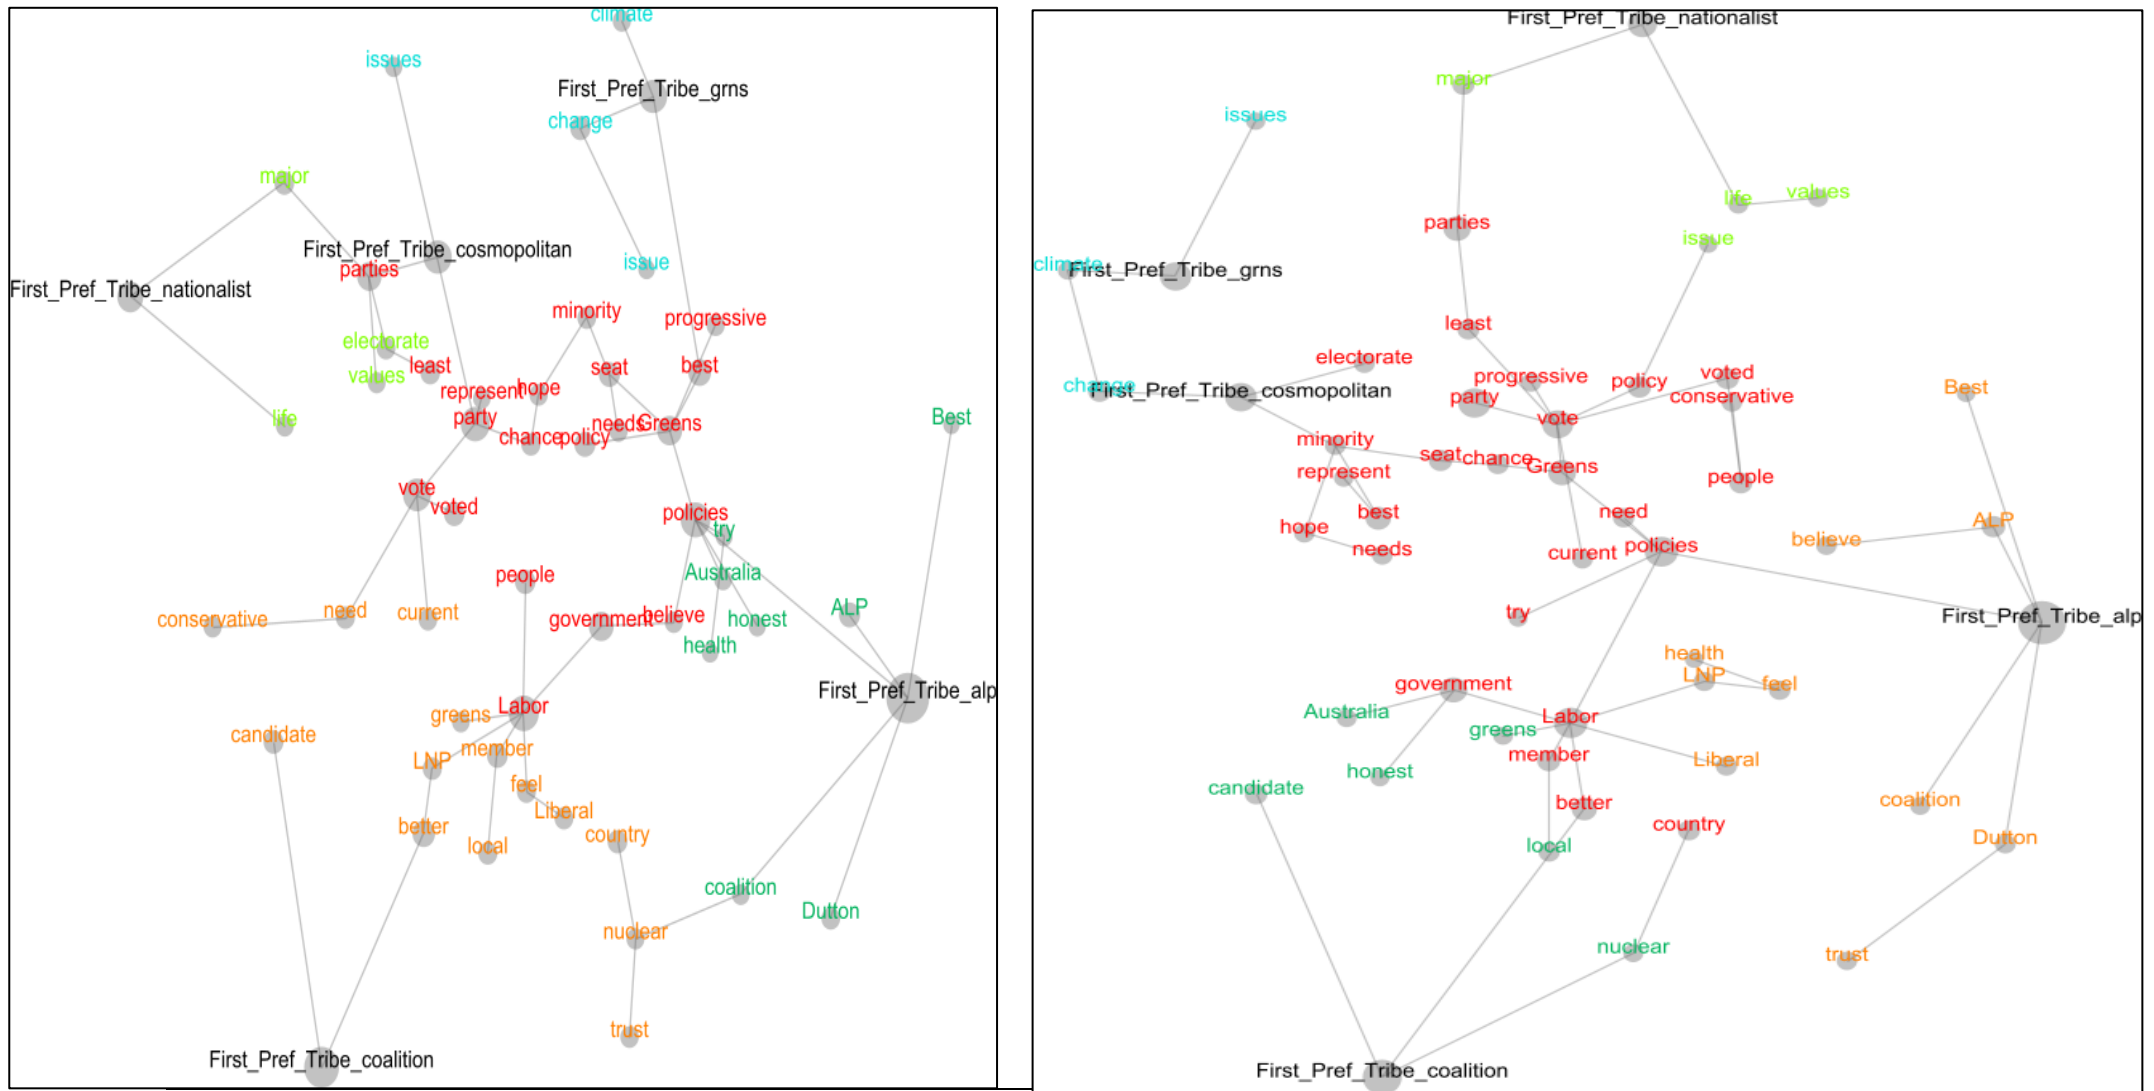 climate
issues
First_Pref_Tribe_grns
change
major
First_Pref_Tribe_cosmopolitan
parties
issue
First_Pref_Tribe_nationalist
minority
progressive
electorate
least
seat
best
values
represent
hope
party
life
chance
policy
needs
Greens
Best
vote
voted
policies
try
people
Australia
conservative
need
current
government
believe
honest
ALP
health
First_Pref_Tribe_alp
Labor
greens
candidate
member
LNP
feel
Liberal
better
country
local
coalition
Dutton
nuclear
trust
First_Pref_Tribe_coalition
First_Pref_Tribe_nationalist
major
issues
life
values
parties
issue
climate
First_Pref_Tribe_grns
least
electorate
progressive
policy
voted
change
First_Pref_Tribe_cosmopolitan
party
conservative
Best
vote
minority
seat
chance
Greens
represent
people
best
need
hope
ALP
needs
current
policies
believe
try
First_Pref_Tribe_alp
health
government
LNP
feel
Australia
Labor
greens
member
Liberal
honest
candidate
better
coalition
country
local
Dutton
nuclear
trust
First_Pref_Tribe_coalition